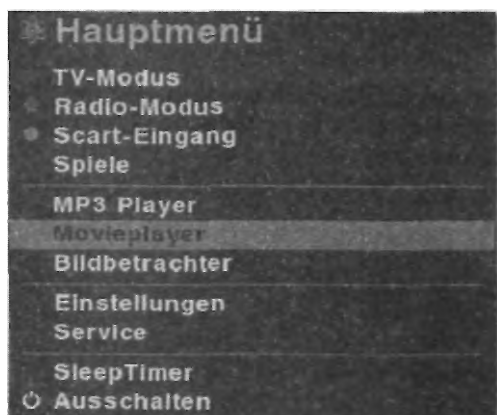 Hauptmenü
TV-Modus
Radio-Modus
Scart-Eingang
Spiele
MP3 Player
Movieplayer
Bildbetrachter
Einstellungen
Service
SleepTimer
Ausschalten